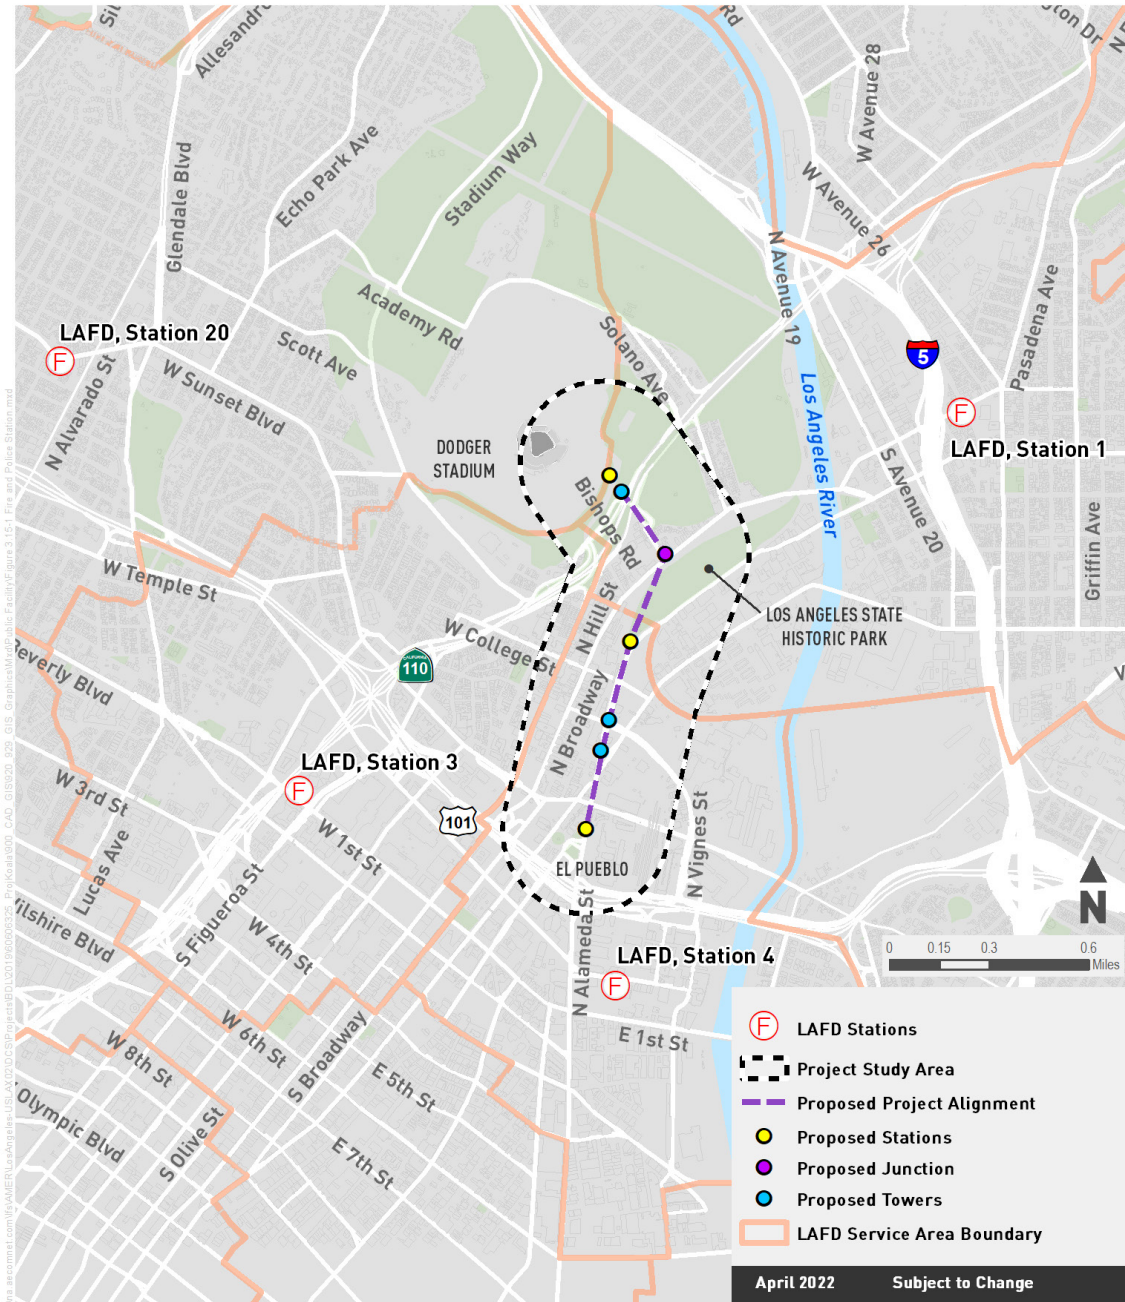 Allesandro
Rd
N Avenue 19
W Avenue 28
W Avenue 26
Glendale Blvd
Echo Park Ave
Stadium Way
Academy Rd
Solano Ave
Pasadena Ave
LAFD, Station 20
F
Scott Ave
W Sunset Blvd
N Alvarado St
5
F
LAFD, Station 1
Los Angeles River
S Avenue 20
Griffin Ave
DODGER
STADIUM
Bishops Rd
W Temple St
N Hill St
LOS ANGELES STATE
HISTORIC PARK
W College St
CALIFORNIA
110
Beverly Blvd
N Broadway
LAFD, Station 3
F
W 3rd St
101
W 1st St
N Vignes St
Lucas Ave
EL PUEBLO
S Figueroa St
W 4th St
Wilshire Blvd
N Alameda St
LAFD, Station 4
F
E 1st St
N
0 0.15 0.3 0.6
Miles
W 8th St
W 6th St
S Broadway
E 5th St
Olympic Blvd
S Olive St
E 7th St
F LAFD Stations
Project Study Area
Proposed Project Alignment
Proposed Stations
Proposed Junction
Proposed Towers
LAFD Service Area Boundary
April 2022 Subject to Change